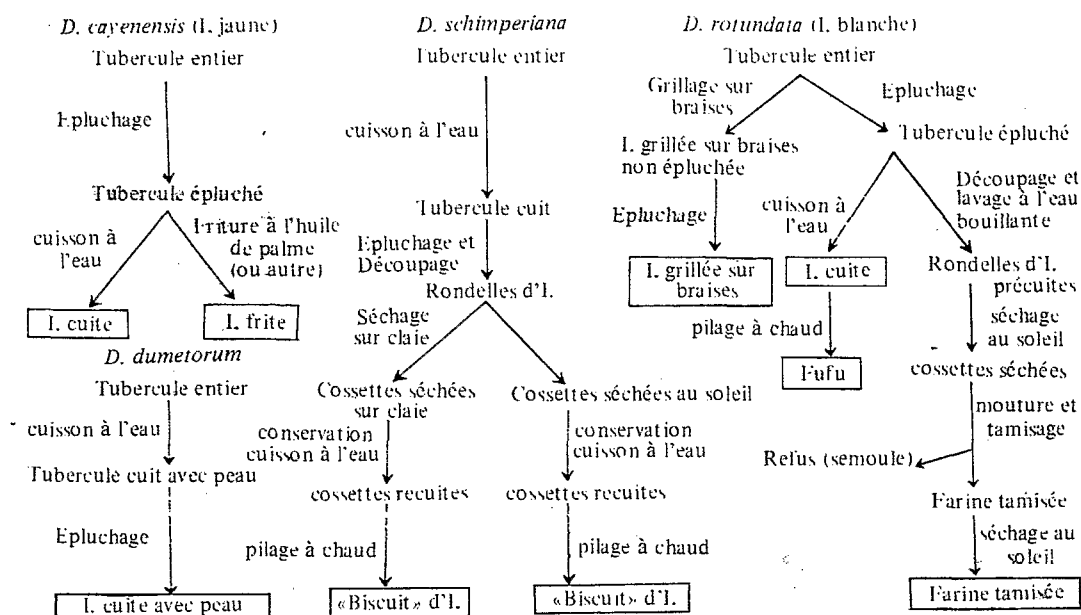 D. cayenensis (I. jaune)
Tubercule entier
Epluchage
Tubercule épluché
cuisson à
l'eau
Friture à l'huile
de palme
(ou autre)
I. cuite
I. frite
D. dumetorum
Tubercule entier
cuisson à l'eau
Tubercule cuit avec peau
Epluchage
I. cuite avec peau
D. schimperiana
Tubercule entier
cuisson à l'eau
Tubercule cuit
Epluchage et
Découpage
Rondelles d'I.
Séchage
sur claie
Cossettes séchées
sur claie
conservation
cuisson à l'eau
cossettes recuites
pilage à chaud
«Biscuit» d'I.
Cossettes séchées au soleil
conservation
cuisson à l'eau
cossettes recuites
pilage à chaud
«Biscuit» d'I.
D. rotundata (I. blanche)
Tubercule entier
Grillage sur
braises
I. grillée sur braises
non épluchée
Epluchage
I. grillée sur
braises
Epluchage
Tubercule épluché
cuisson à
l'eau
I. cuite
pilage à chaud
Fufu
Découpage et
lavage à l'eau
bouillante
Rondelles d'I.
précuites
séchage
au soleil
cossettes séchées
mouture et
tamisage
Refus (semoule)
Farine tamisée
séchage au
soleil
Farine tamisée